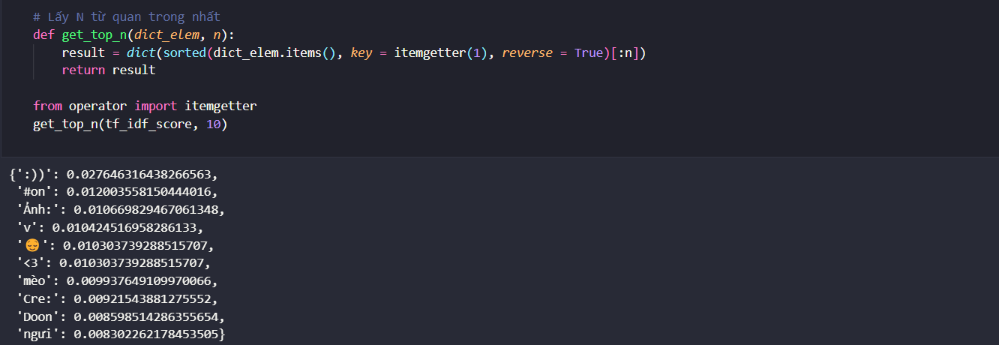 # Lấy N từ quan trong nhất
def get_top_n(dict_elem, n):
    result = dict(sorted(dict_elem.items(), key = itemgetter(1), reverse = True)[:n])
    return result
from operator import itemgetter
get_top_n(tf_idf_score, 10)
{':))': 0.027646316438266563,
 '#on': 0.012003558150444016,
 'Ảnh:': 0.010669829467061348,
 'v': 0.010424516958286133,
 '😌': 0.010303739288515707,
 '<3': 0.010303739288515707,
 'mèo': 0.009937649109970066,
 'Cre:': 0.00921543881275552,
 'Doon': 0.008598514286355654,
 'ngưi': 0.008302262178453505}